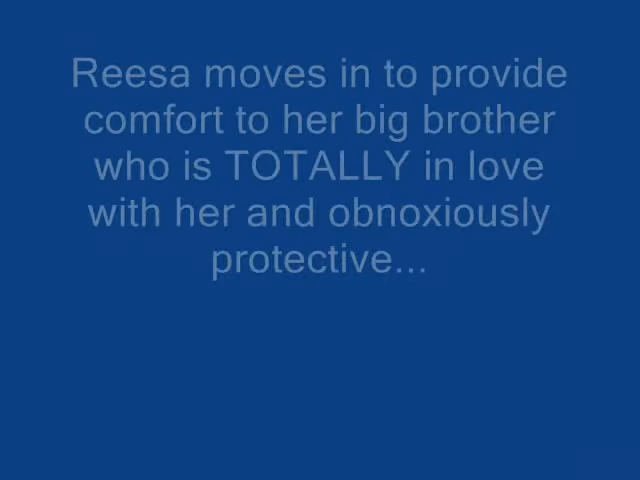 Reesa moves in to provide
comfort to her big brother
who is TOTALLY in love
with her and obnoxiously
protective...